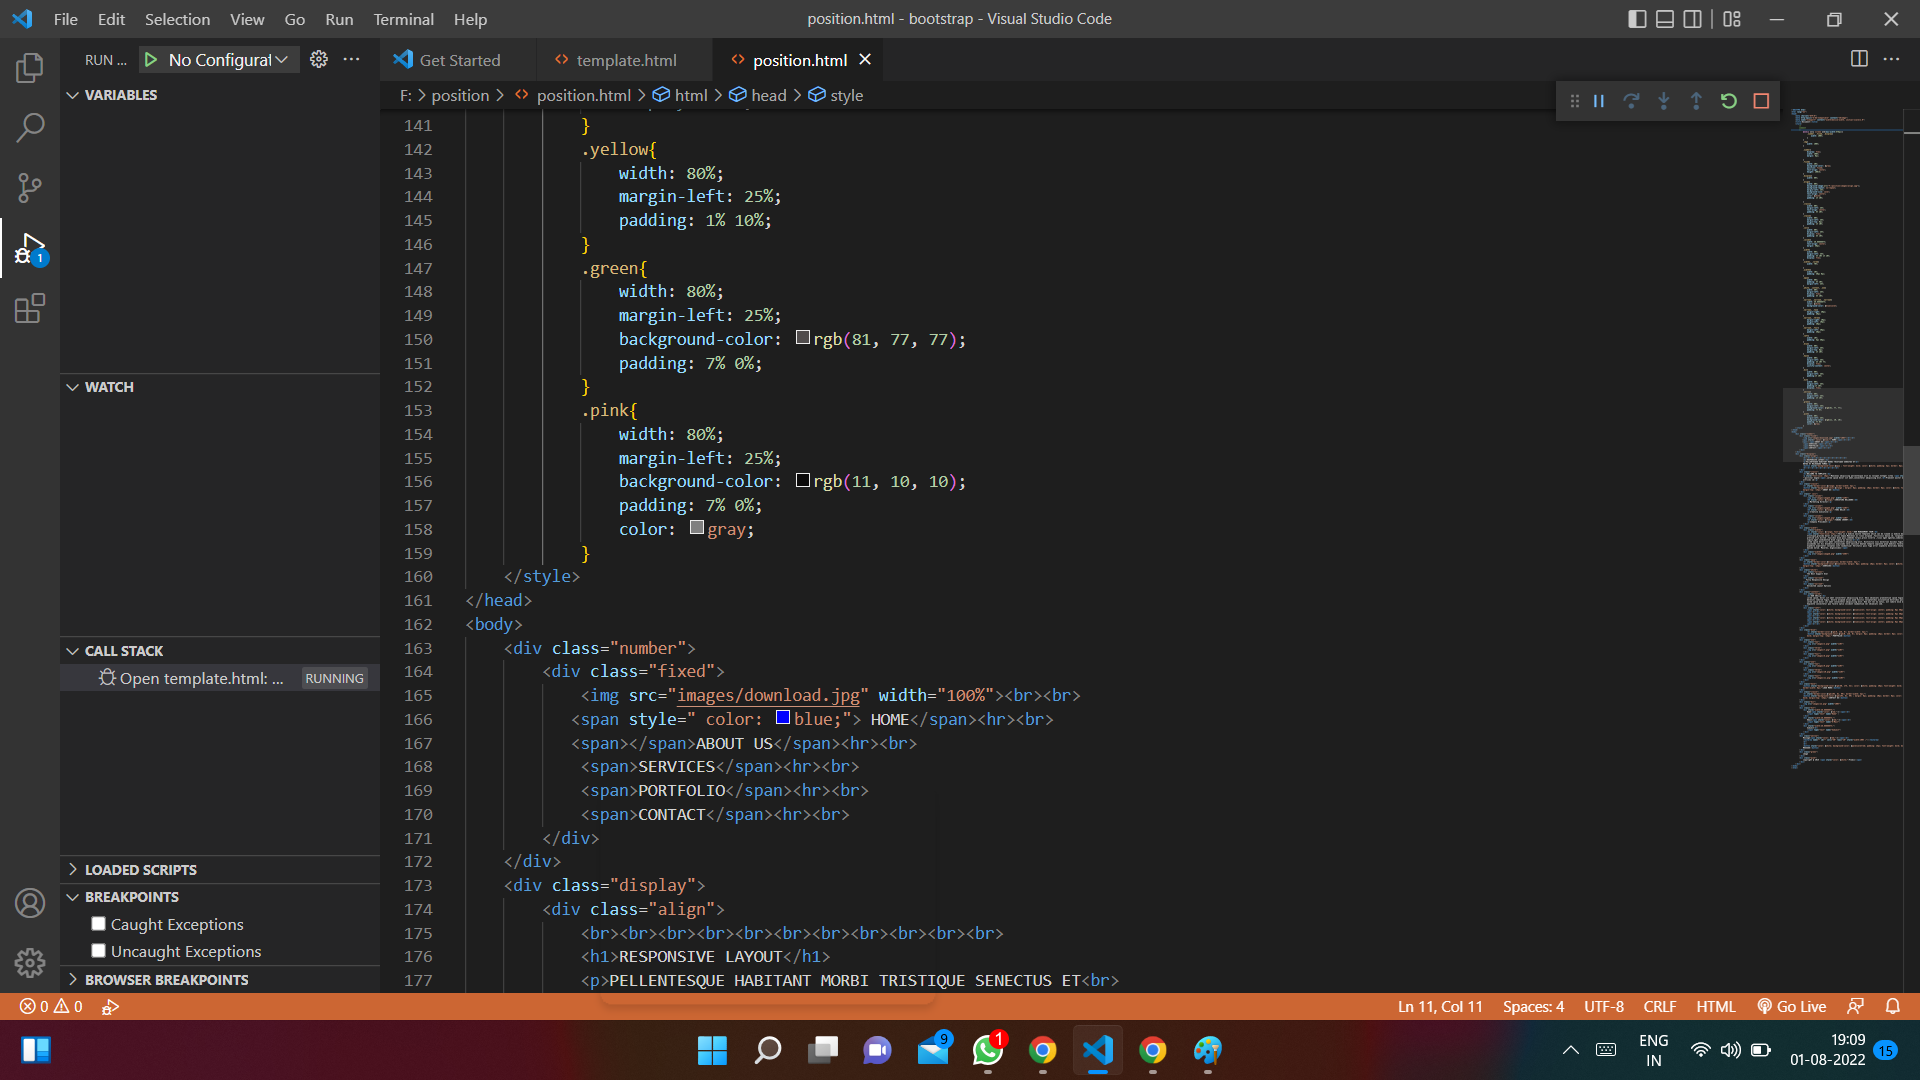 File Edit Selection View Go Run Terminal Help
position.html - bootstrap - Visual Studio Code
RUN ... No Configurat
Get Started template.html position.html
F: > position > position.html > html > head > style
VARIABLES
WATCH
CALL STACK
Open template.html: ... RUNNING
LOADED SCRIPTS
BREAKPOINTS
Caught Exceptions
Uncaught Exceptions
BROWSER BREAKPOINTS
1
141 }
142 .yellow{
143 width: 80%;
144 margin-left: 25%;
145 padding: 1% 10%;
146 }
147 .green{
148 width: 80%;
149 margin-left: 25%;
150 background-color: rgb(81, 77, 77);
151 padding: 7% 0%;
152 }
153 .pink{
154 width: 80%;
155 margin-left: 25%;
156 background-color: rgb(11, 10, 10);
157 padding: 7% 0%;
158 color: gray;
159 }
160 </style>
161 </head>
162 <body>
163 <div class="number">
164 <div class="fixed">
165 <img src="images/download.jpg" width="100%"><br><br>
166 <span style=" color: blue;"> HOME</span><hr><br>
167 <span></span>ABOUT US</span><hr><br>
168 <span>SERVICES</span><hr><br>
169 <span>PORTFOLIO</span><hr><br>
170 <span>CONTACT</span><hr><br>
171 </div>
172 </div>
173 <div class="display">
174 <div class="align">
175 <br><br><br><br><br><br><br><br><br><br><br>
176 <h1>RESPONSIVE LAYOUT</h1>
177 <p>PELLENTESQUE HABITANT MORBI TRISTIQUE SENECTUS ET<br>
0 0 Ln 11, Col 11 Spaces: 4 UTF-8 CRLF HTML Go Live
9 1
ENG
IN
19:09
01-08-2022
15